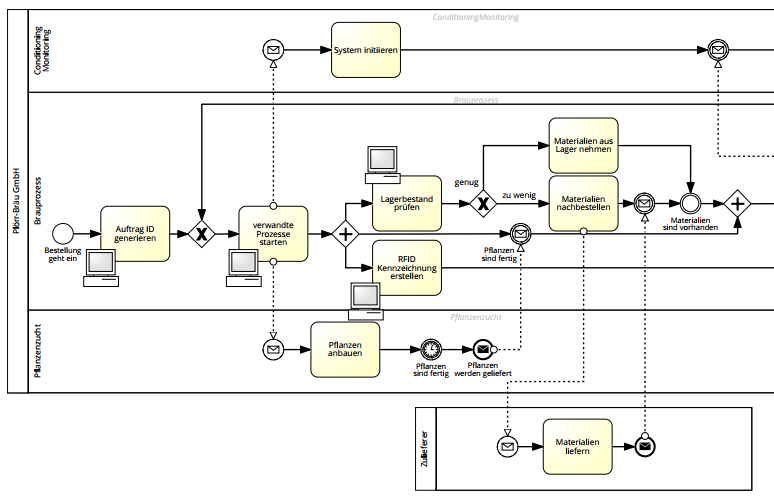 Plörr-Bräu GmbH
Conditioning
Monitoring
ConditioningMonitoring
System initiieren
Brauprozess
Brauprozess
Bestellung
geht ein
Auftrag ID
generieren
X
verwandte
Prozesse
starten
Lagerbestand
prüfen
RFID
Kennzeichnung
erstellen
genug
zu wenig
X
Materialien aus
Lager nehmen
Materialien
nachbestellen
Pflanzen
sind fertig
Materialien
sind vorhanden
Pflanzenzucht
Pflanzenzucht
Pflanzen
anbauen
Pflanzen
sind fertig
Pflanzen
werden geliefert
Zulieferer
Materialien
liefern